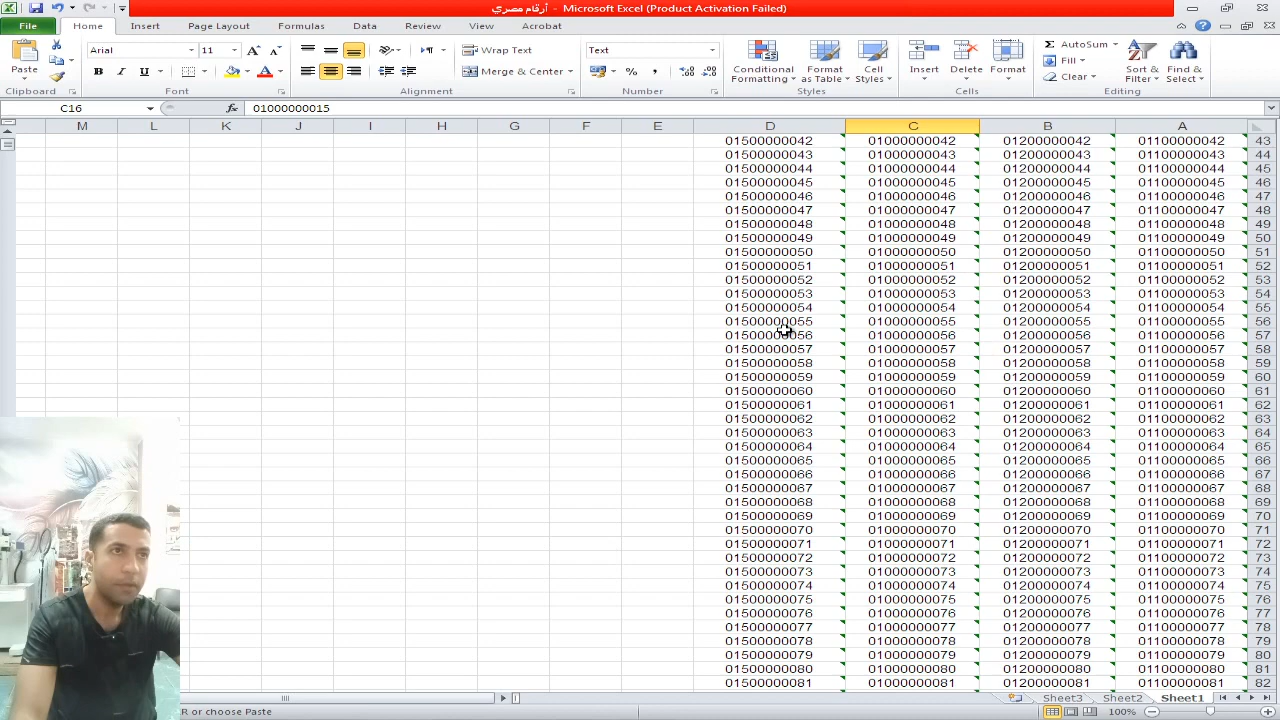 أرقام مصري - Microsoft Excel (Product Activation Failed)
File Home Insert Page Layout Formulas Data Review View Acrobat
Paste Arial 11 Wrap Text Text Conditional Formatting Format as Table Cell Styles Insert Delete Format AutoSum Sort & Filter Find & Select
B I U Merge & Center % , Fill Clear
Clipboard Font Alignment Number Styles Cells Editing
C16 fx 01000000015
M L K J I H G F E D C B A
01500000042 01000000042 01200000042 01100000042 43
01500000043 01000000043 01200000043 01100000043 44
01500000044 01000000044 01200000044 01100000044 45
01500000045 01000000045 01200000045 01100000045 46
01500000046 01000000046 01200000046 01100000046 47
01500000047 01000000047 01200000047 01100000047 48
01500000048 01000000048 01200000048 01100000048 49
01500000049 01000000049 01200000049 01100000049 50
01500000050 01000000050 01200000050 01100000050 51
01500000051 01000000051 01200000051 01100000051 52
01500000052 01000000052 01200000052 01100000052 53
01500000053 01000000053 01200000053 01100000053 54
01500000054 01000000054 01200000054 01100000054 55
01500000055 01000000055 01200000055 01100000055 56
01500000056 01000000056 01200000056 01100000056 57
01500000057 01000000057 01200000057 01100000057 58
01500000058 01000000058 01200000058 01100000058 59
01500000059 01000000059 01200000059 01100000059 60
01500000060 01000000060 01200000060 01100000060 61
01500000061 01000000061 01200000061 01100000061 62
01500000062 01000000062 01200000062 01100000062 63
01500000063 01000000063 01200000063 01100000063 64
01500000064 01000000064 01200000064 01100000064 65
01500000065 01000000065 01200000065 01100000065 66
01500000066 01000000066 01200000066 01100000066 67
01500000067 01000000067 01200000067 01100000067 68
01500000068 01000000068 01200000068 01100000068 69
01500000069 01000000069 01200000069 01100000069 70
01500000070 01000000070 01200000070 01100000070 71
01500000071 01000000071 01200000071 01100000071 72
01500000072 01000000072 01200000072 01100000072 73
01500000073 01000000073 01200000073 01100000073 74
01500000074 01000000074 01200000074 01100000074 75
01500000075 01000000075 01200000075 01100000075 76
01500000076 01000000076 01200000076 01100000076 77
01500000077 01000000077 01200000077 01100000077 78
01500000078 01000000078 01200000078 01100000078 79
01500000079 01000000079 01200000079 01100000079 80
01500000080 01000000080 01200000080 01100000080 81
01500000081 01000000081 01200000081 01100000081 82
Sheet3 Sheet2 Sheet1
R or choose Paste 100%